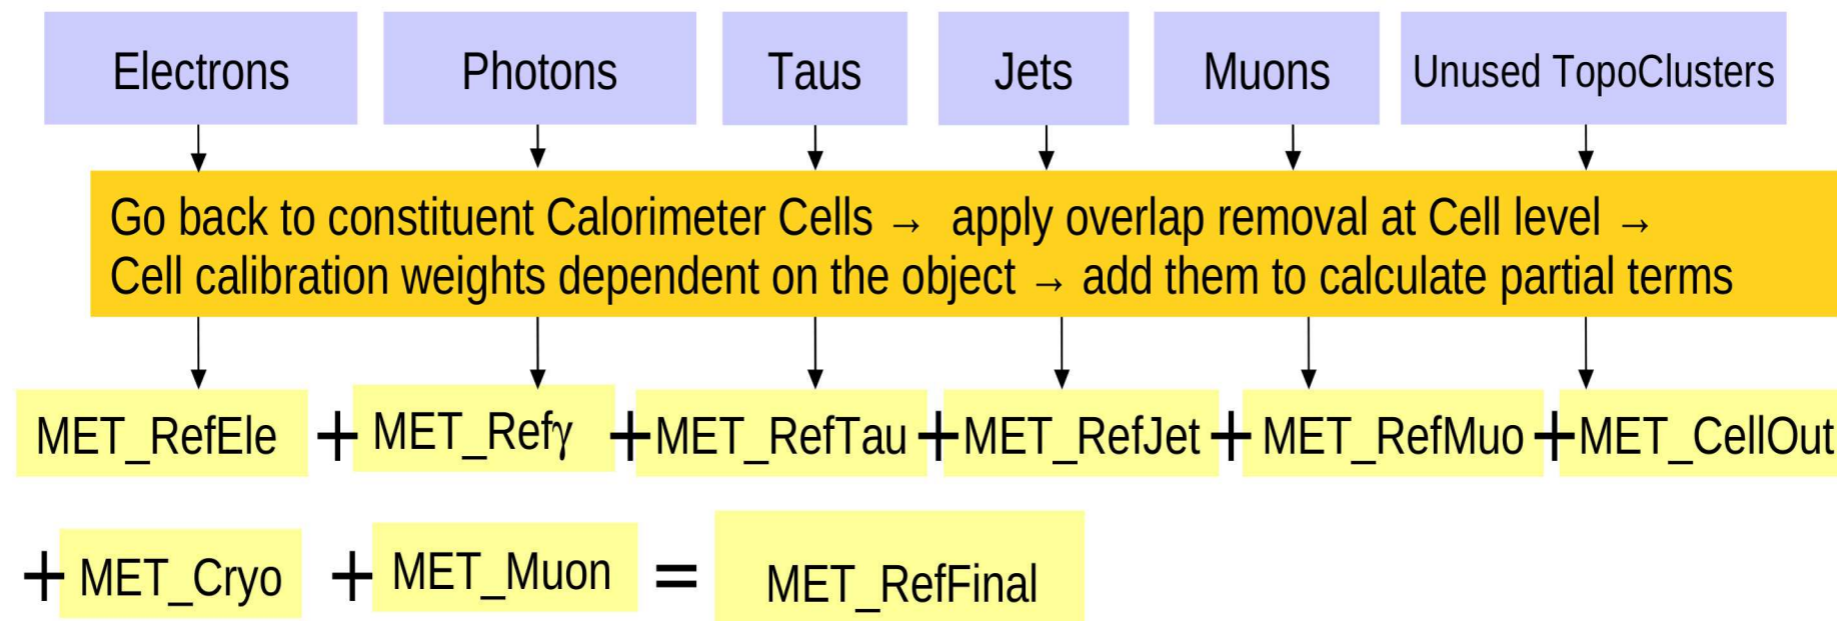 Electrons Photons Taus Jets Muons Unused TopoClusters
Go back to constituent Calorimeter Cells → apply overlap removal at Cell level →
Cell calibration weights dependent on the object → add them to calculate partial terms
MET_RefEle + MET_Refγ + MET_RefTau + MET_RefJet + MET_RefMuo + MET_CellOut
+ MET_Cryo + MET_Muon = MET_RefFinal